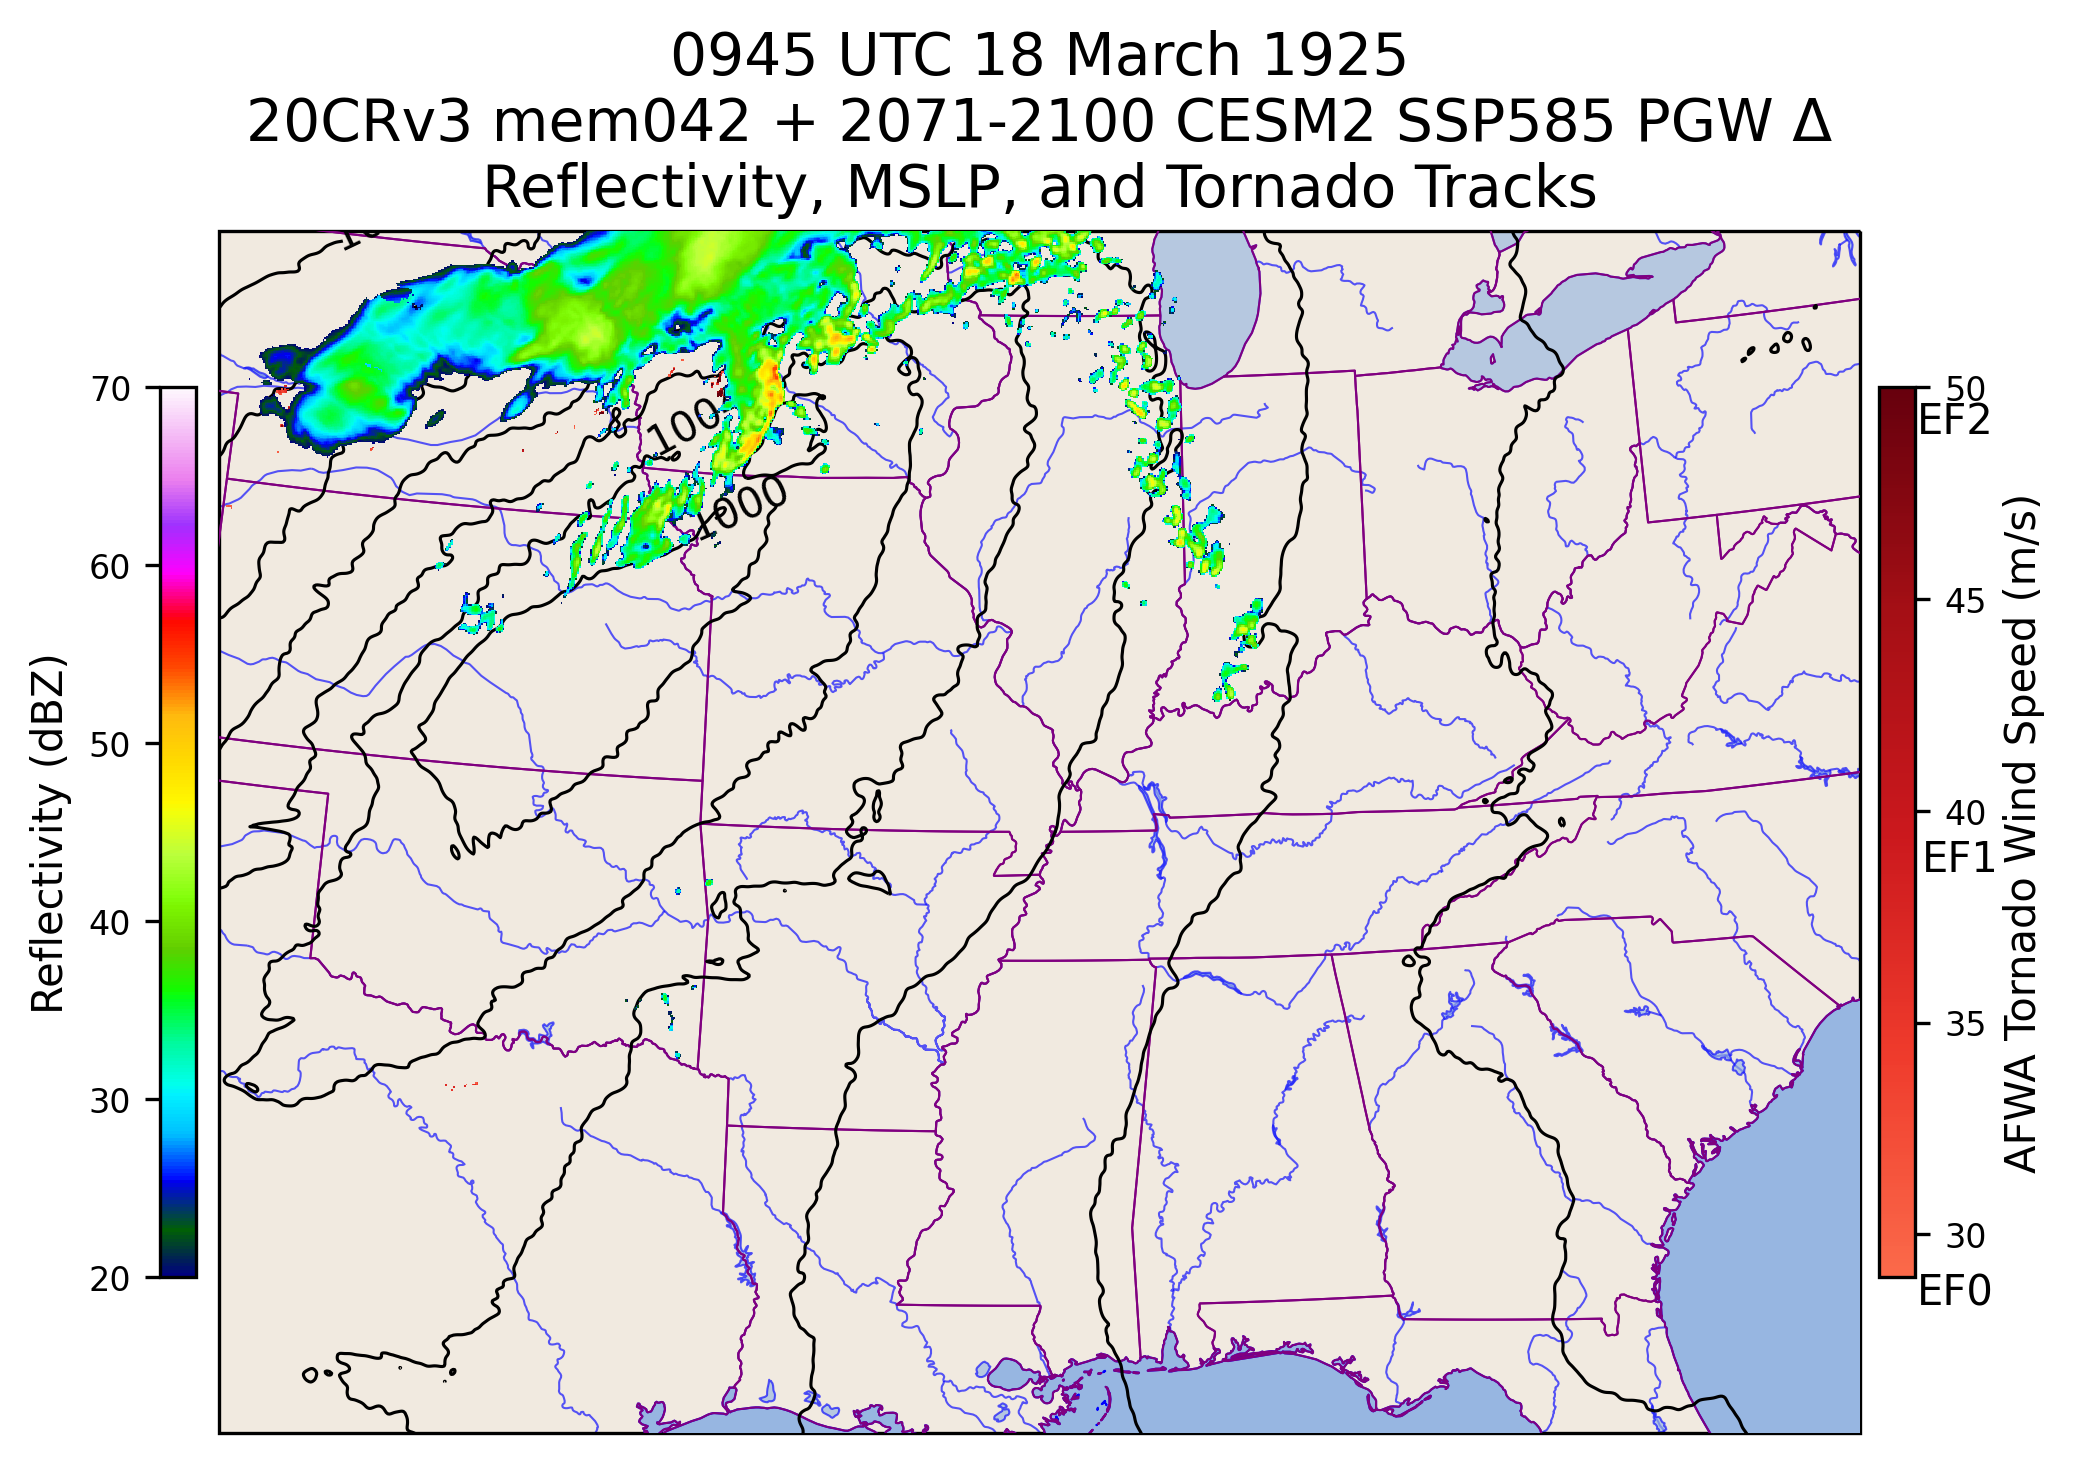 0945 UTC 18 March 1925
20CRv3 mem042 + 2071-2100 CESM2 SSP585 PGW Δ
Reflectivity, MSLP, and Tornado Tracks
70
60
50
40
30
20
Reflectivity (dBZ)
100
1000
50
EF2
45
40
EF1
35
30
EF0
AFWA Tornado Wind Speed (m/s)